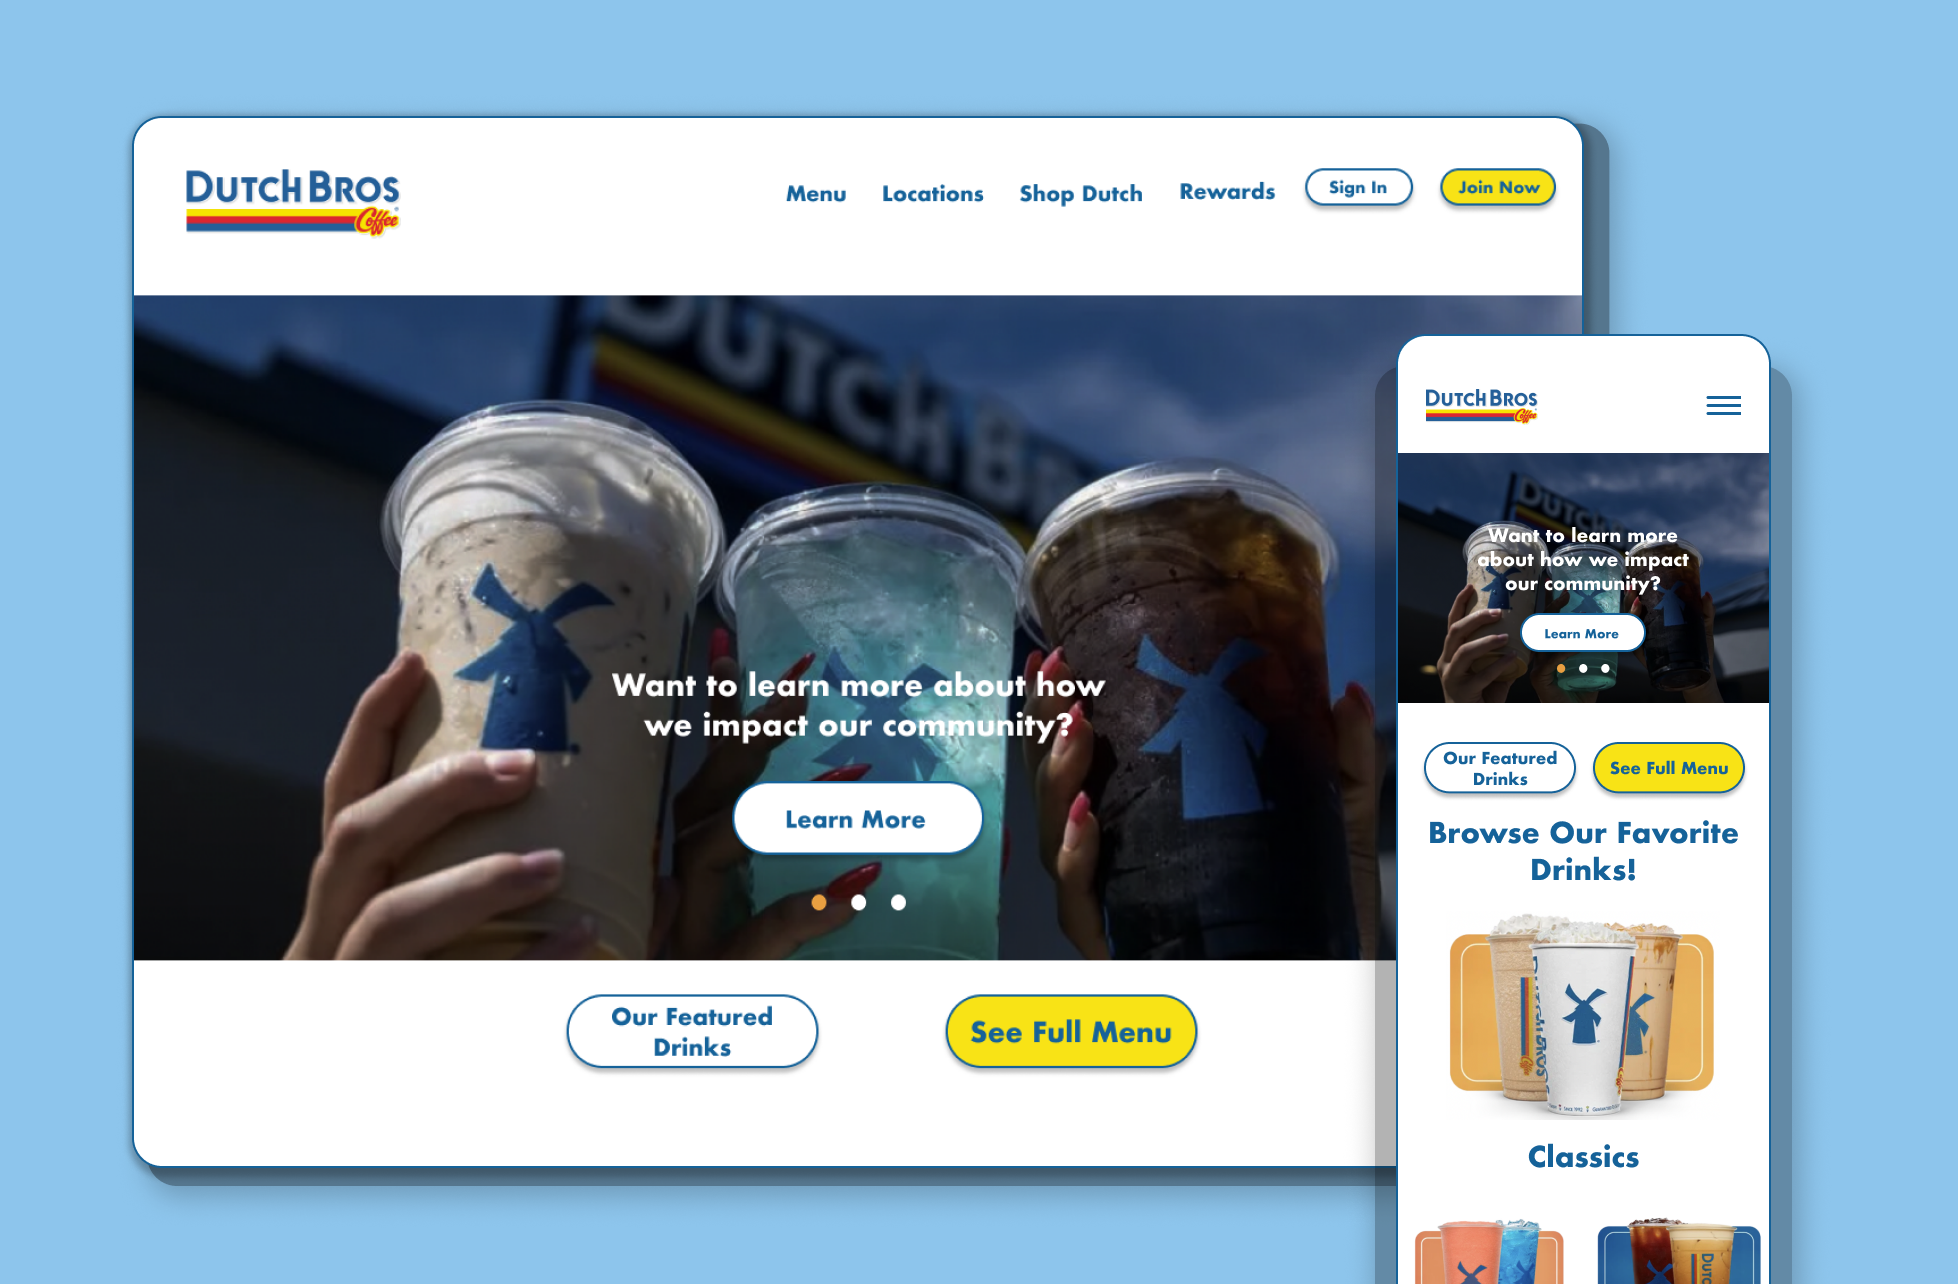 DUTCH BROS
Coffee
Menu Locations Shop Dutch Rewards Sign In Join Now
DUTCH B
Want to learn more about how
we impact our community?
Learn More
Our Featured
Drinks
See Full Menu
DUTCH BROS
Coffee
DUTCH
Want to learn more
about how we impact
our community?
Learn More
Our Featured
Drinks
See Full Menu
Browse Our Favorite
Drinks!
Classics